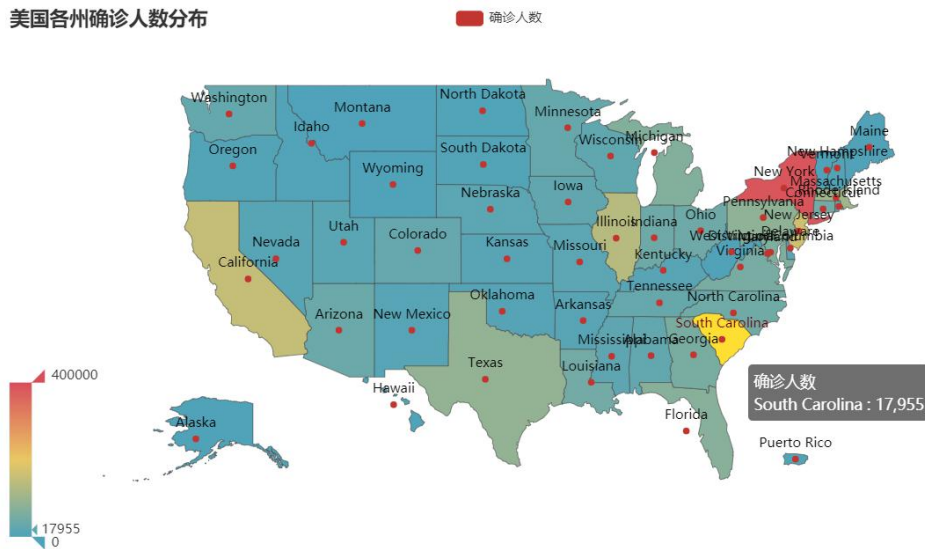 美国各州确诊人数分布
确诊人数
Washington
Montana
North Dakota
Minnesota
Idaho
Michigan
Maine
Oregon
Wisconsin
New Hampshire
Vermont
South Dakota
Wyoming
New York
Massachusetts
Nebraska
Iowa
Rhode Island
Connecticut
Pennsylvania
Utah
Illinois
Indiana
Ohio
New Jersey
Nevada
Colorado
Kansas
Missouri
Delaware
California
Kentucky
Virginia
Tennessee
Oklahoma
Arkansas
North Carolina
Arizona
New Mexico
South Carolina
Mississippi
Alabama
Georgia
Texas
Louisiana
400000
确诊人数
South Carolina : 17,955
Hawaii
Alaska
Florida
Puerto Rico
17955
0